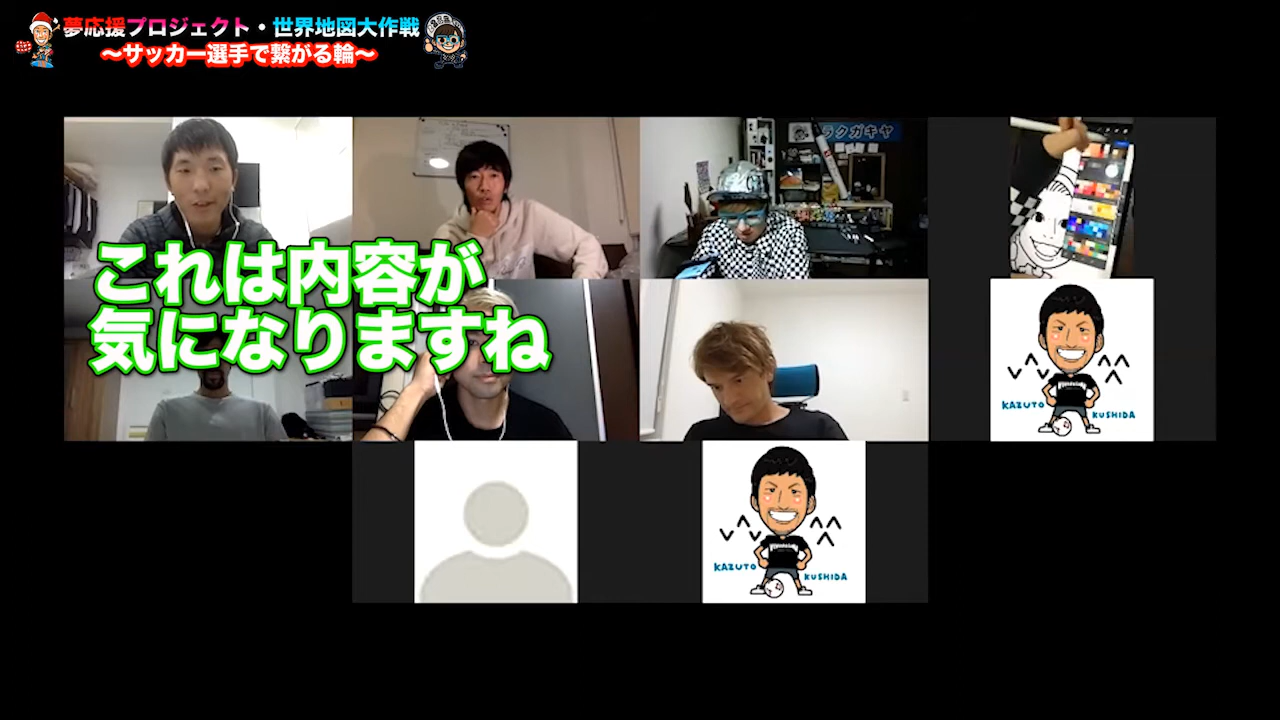 夢応援プロジェクト・世界地図大作戦
～サッカー選手で繋がる輪～
ラクガキヤ
これは内容が
気になりますね
KAZUTO KUSHIDA
KAZUTO KUSHIDA